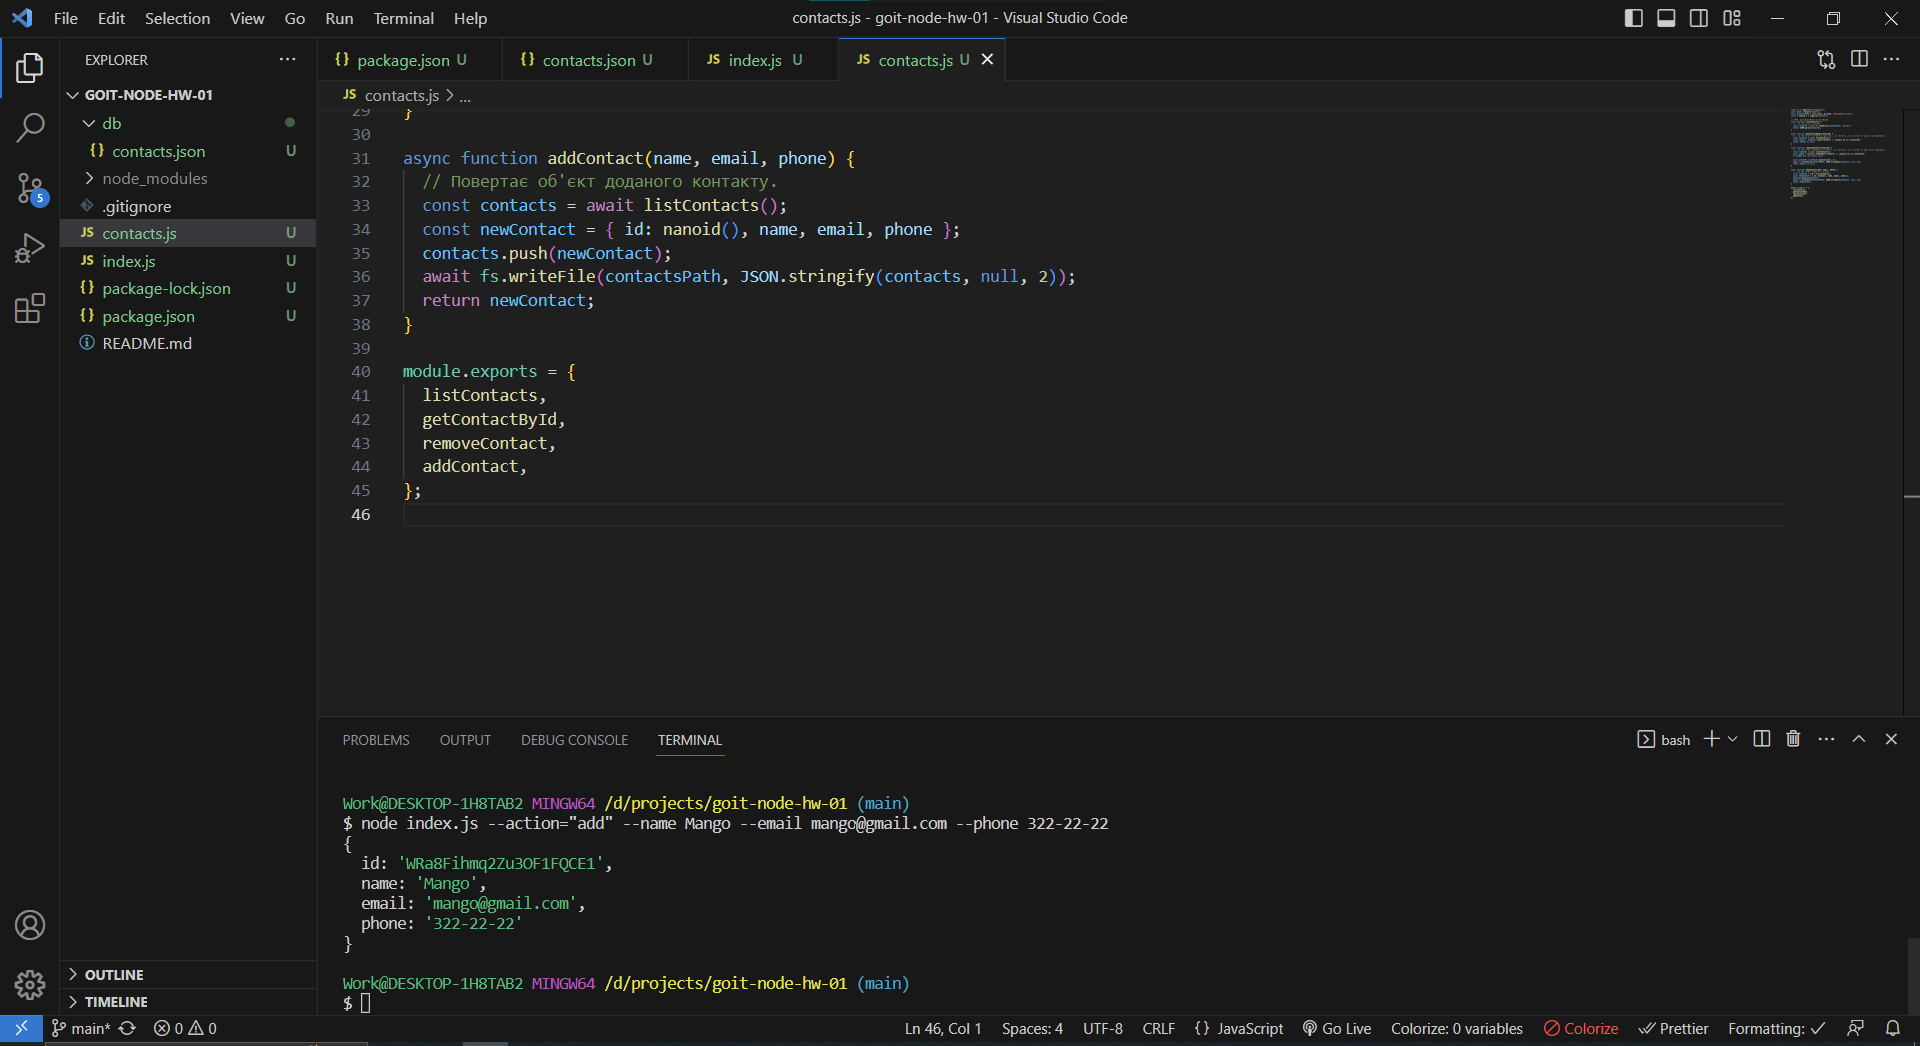 File Edit Selection View Go Run Terminal Help
contacts.js - goit-node-hw-01 - Visual Studio Code
EXPLORER
GOIT-NODE-HW-01
db
{} contacts.json U
node_modules
.gitignore
JS contacts.js U
JS index.js U
{} package-lock.json U
{} package.json U
README.md
5
OUTLINE
TIMELINE
{} package.json U
{} contacts.json U
JS index.js U
JS contacts.js U
JS contacts.js > ...
29 }
30
31 async function addContact(name, email, phone) {
32 // Повертає об'єкт доданого контакту.
33 const contacts = await listContacts();
34 const newContact = { id: nanoid(), name, email, phone };
35 contacts.push(newContact);
36 await fs.writeFile(contactsPath, JSON.stringify(contacts, null, 2));
37 return newContact;
38 }
39
40 module.exports = {
41 listContacts,
42 getContactById,
43 removeContact,
44 addContact,
45 };
46
PROBLEMS OUTPUT DEBUG CONSOLE TERMINAL
bash
Work@DESKTOP-1H8TAB2 MINGW64 /d/projects/goit-node-hw-01 (main)
$ node index.js --action="add" --name Mango --email mango@gmail.com --phone 322-22-22
{
id: 'WRa8Fihmq2Zu3OF1FQCE1',
name: 'Mango',
email: 'mango@gmail.com',
phone: '322-22-22'
}
Work@DESKTOP-1H8TAB2 MINGW64 /d/projects/goit-node-hw-01 (main)
$
main* 0 0
Ln 46, Col 1 Spaces: 4 UTF-8 CRLF {} JavaScript Go Live Colorize: 0 variables Colorize Prettier Formatting: